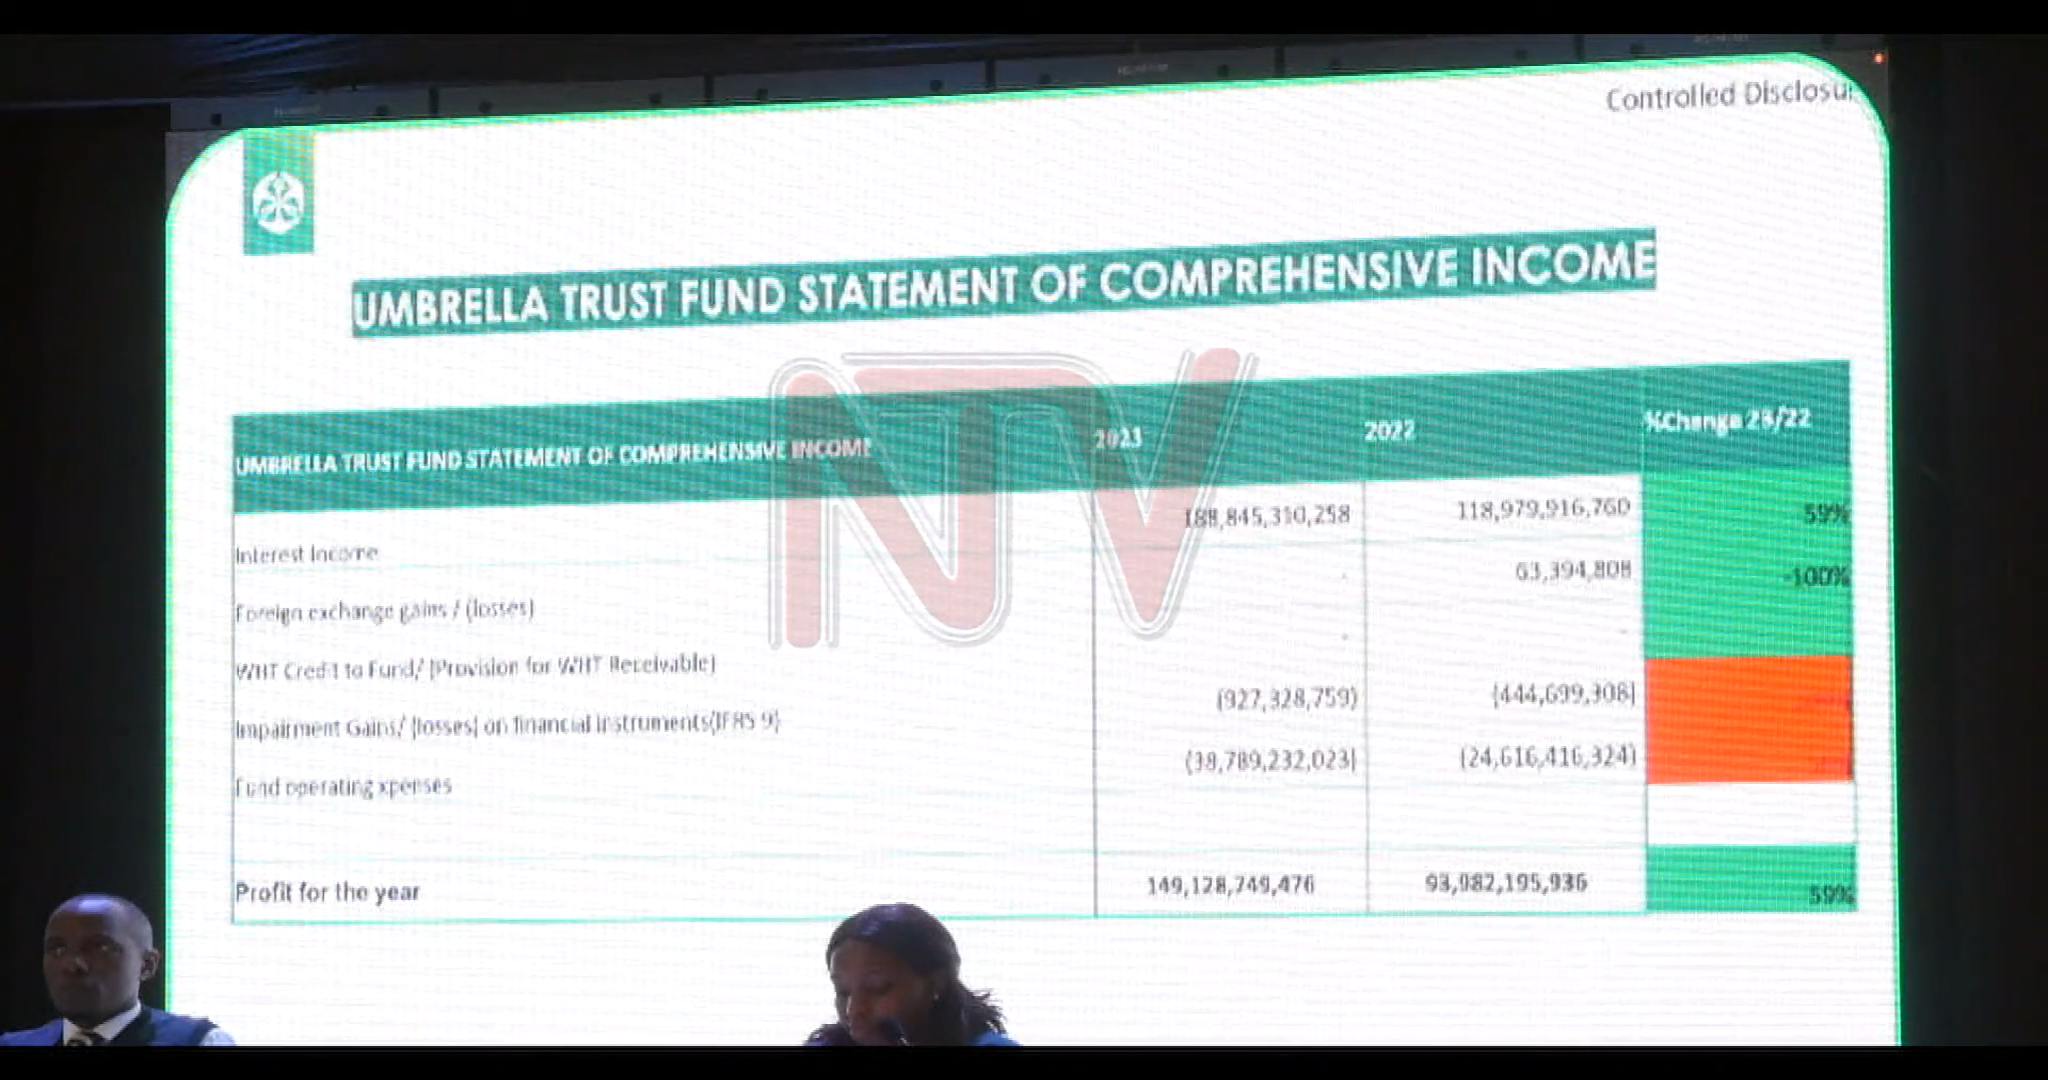 Controlled Disclosu
UMBRELLA TRUST FUND STATEMENT OF COMPREHENSIVE INCOME
NTV
UMBRELLA TRUST FUND STATEMENT OF COMPREHENSIVE INCOME 2023 2022 %Change 23/22
Interest Income 188,845,310,258 118,979,916,760 59%
Foreign exchange gains / (losses) - 63,394,808 -100%
WHT Credit to Fund/ (Provision for WHT Receivable) - -
Impairment Gains/ (losses) on financial instruments(IFRS 9) (927,328,759) (444,699,308)
Fund operating xpenses (38,789,232,023) (24,616,416,324)
Profit for the year 149,128,749,476 93,982,195,936 59%